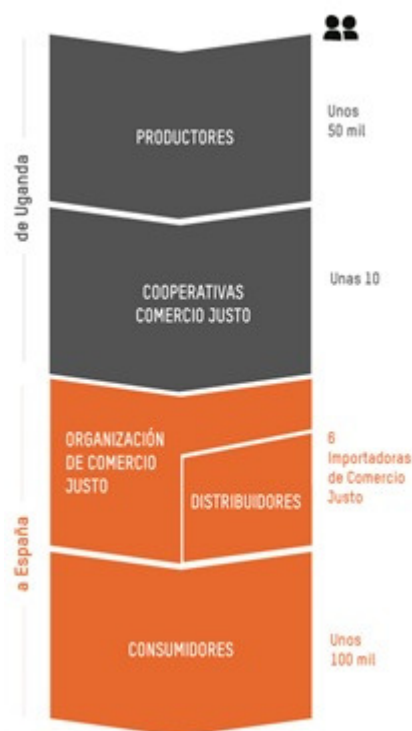 PRODUCTORES
Unos
50 mil
de Uganda
COOPERATIVAS
COMERCIO JUSTO
Unas 10
ORGANIZACIÓN
DE COMERCIO
JUSTO
DISTRIBUIDORES
6
Importadoras
de Comercio
Justo
a España
CONSUMIDORES
Unos
100 mil